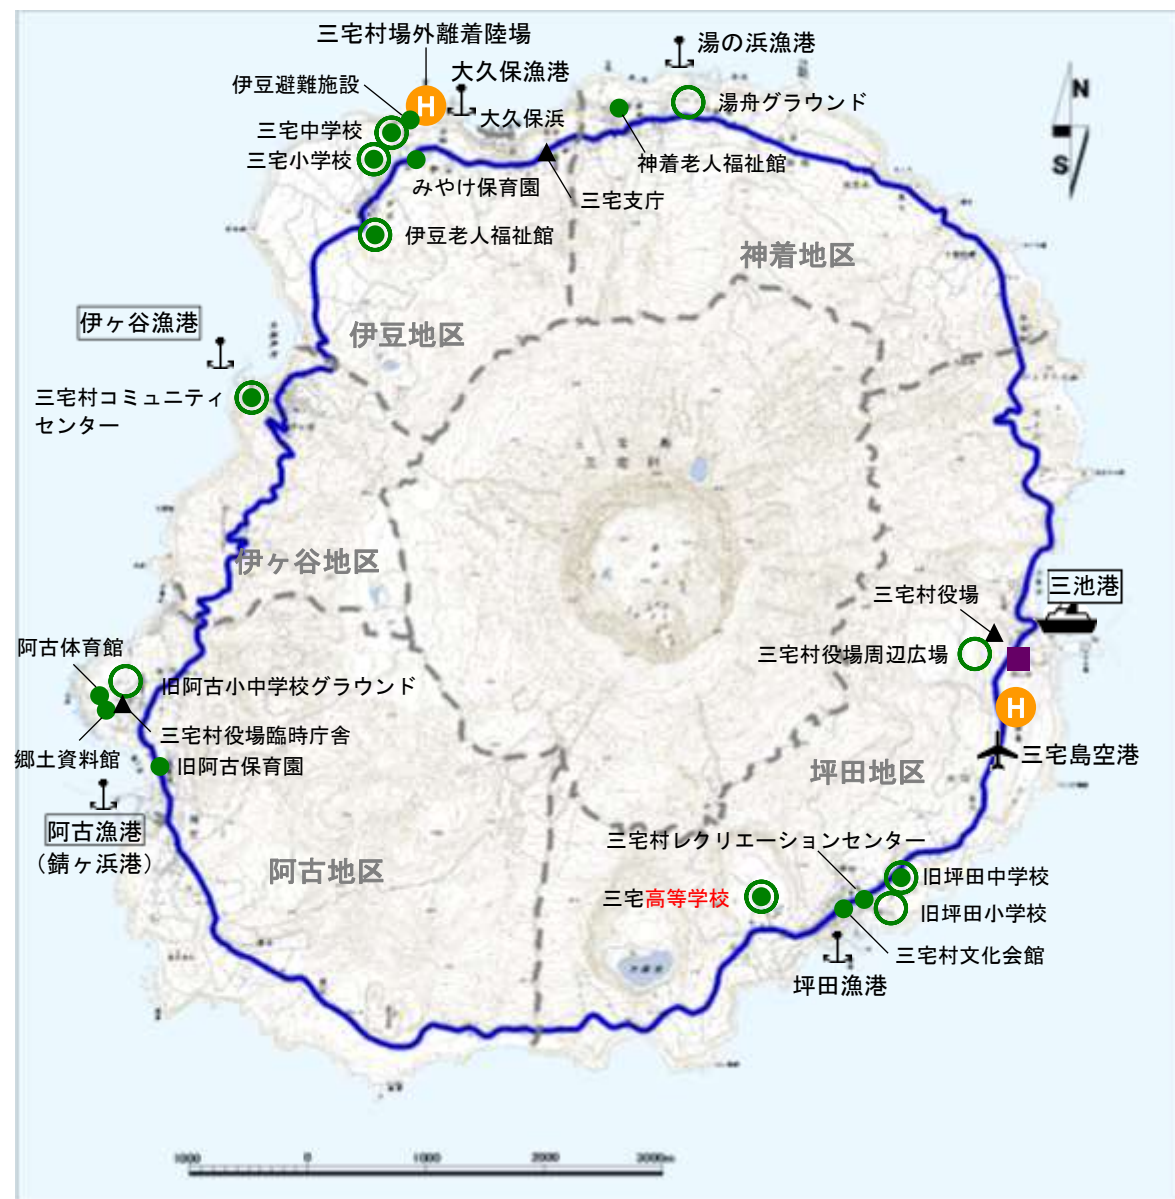 三宅村場外離着陸場
湯の浜漁港
大久保漁港
伊豆避難施設
H
大久保浜
湯舟グラウンド
N
S
三宅中学校
三宅小学校
みやけ保育園
神着老人福祉館
三宅支庁
伊豆老人福祉館
神着地区
伊豆地区
伊ヶ谷漁港
三宅村コミュニティ
センター
伊ヶ谷地区
三池港
三宅村役場
三宅村役場周辺広場
H
三宅島空港
阿古体育館
旧阿古小中学校グラウンド
三宅村役場臨時庁舎
郷土資料館
旧阿古保育園
坪田地区
阿古漁港
(錆ヶ浜港)
阿古地区
三宅村レクリエーションセンター
三宅高等学校
旧坪田中学校
旧坪田小学校
三宅村文化会館
坪田漁港
1000 0 1000 2000 3000m